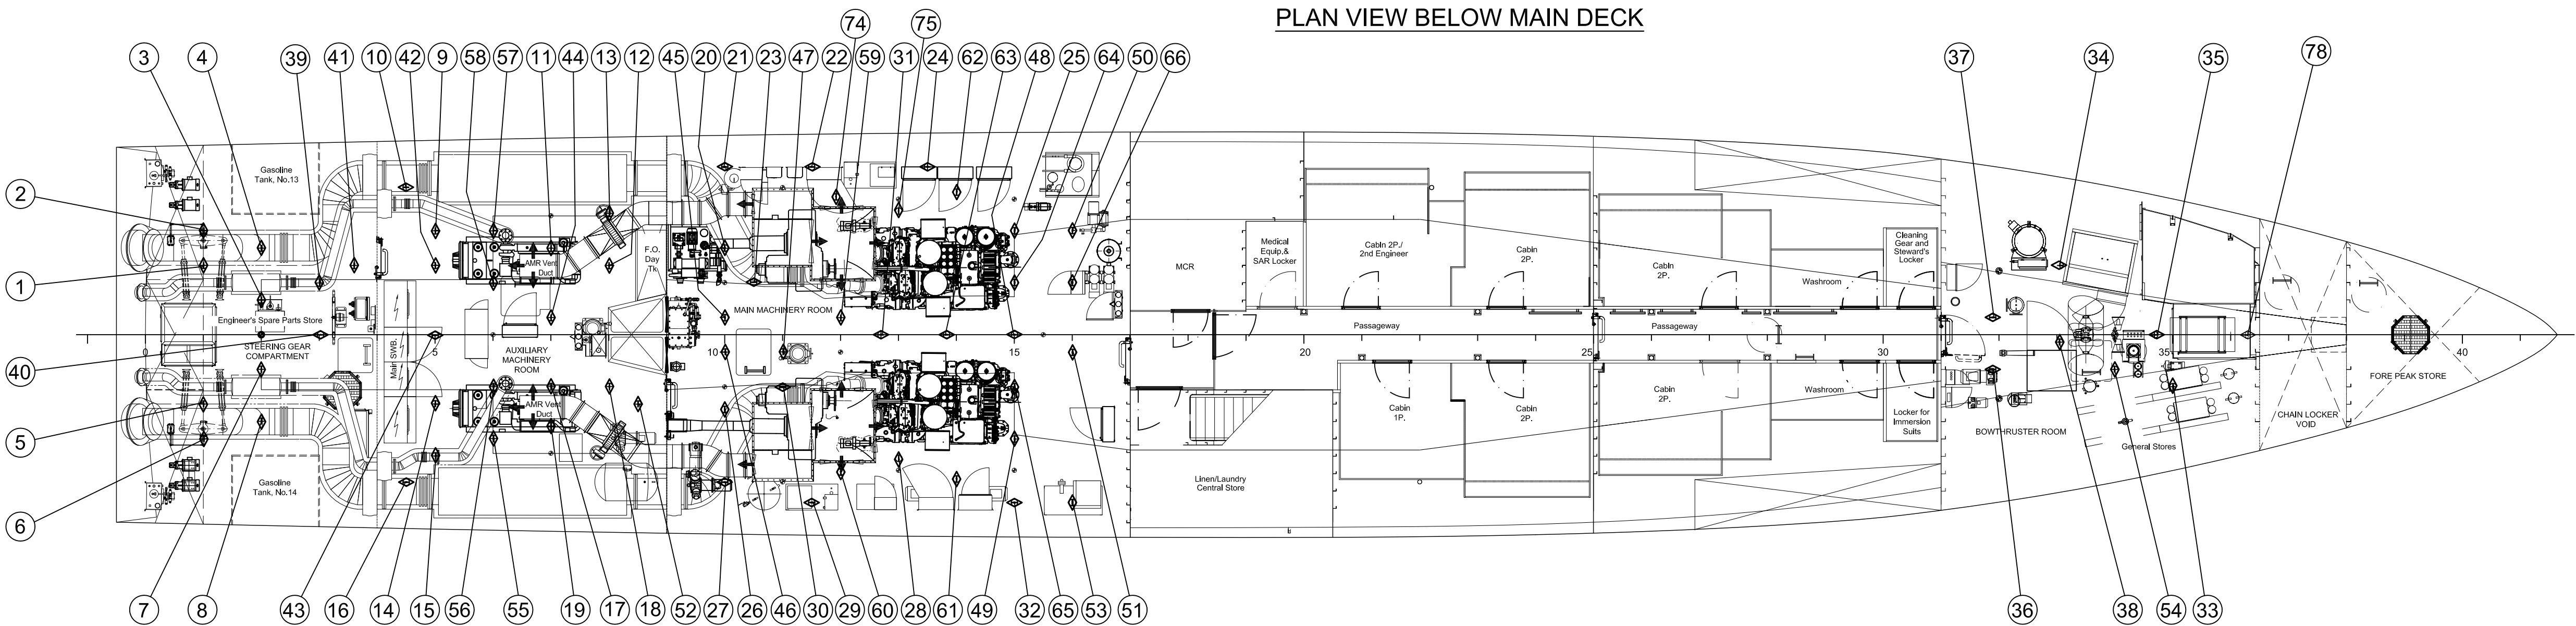 PLAN VIEW BELOW MAIN DECK
74
75
3
4
39
41
10
42
9
58
57
11
44
13
12
45
20
21
23
47
22
59
31
24
62
63
48
25
64
50
66
37
34
35
78
2
1
40
5
6
Gasoline
Tank, No.13
Engineer's Spare Parts Store
STEERING GEAR
COMPARTMENT
Gasoline
Tank, No.14
Main SWB.
5
AMR Vent
Duct
AUXILIARY
MACHINERY
ROOM
AMR Vent
Duct
F.O.
Day
Tk.
MAIN MACHINERY ROOM
10
15
MCR
Medical
Equip.&
SAR Locker
Cabin 2P./
2nd Engineer
Cabin
2P.
Cabin
2P.
Washroom
Cleaning
Gear and
Steward's
Locker
Passageway
Passageway
20
25
30
Cabin
1P.
Cabin
2P.
Cabin
2P.
Washroom
Locker for
Immersion
Suits
Linen/Laundry
Central Store
BOWTHRUSTER ROOM
General Stores
35
CHAIN LOCKER
VOID
FORE PEAK STORE
40
7
8
43
16
14
15
56
55
19
17
18
52
27
26
46
30
29
60
28
61
49
32
65
53
51
36
38
54
33